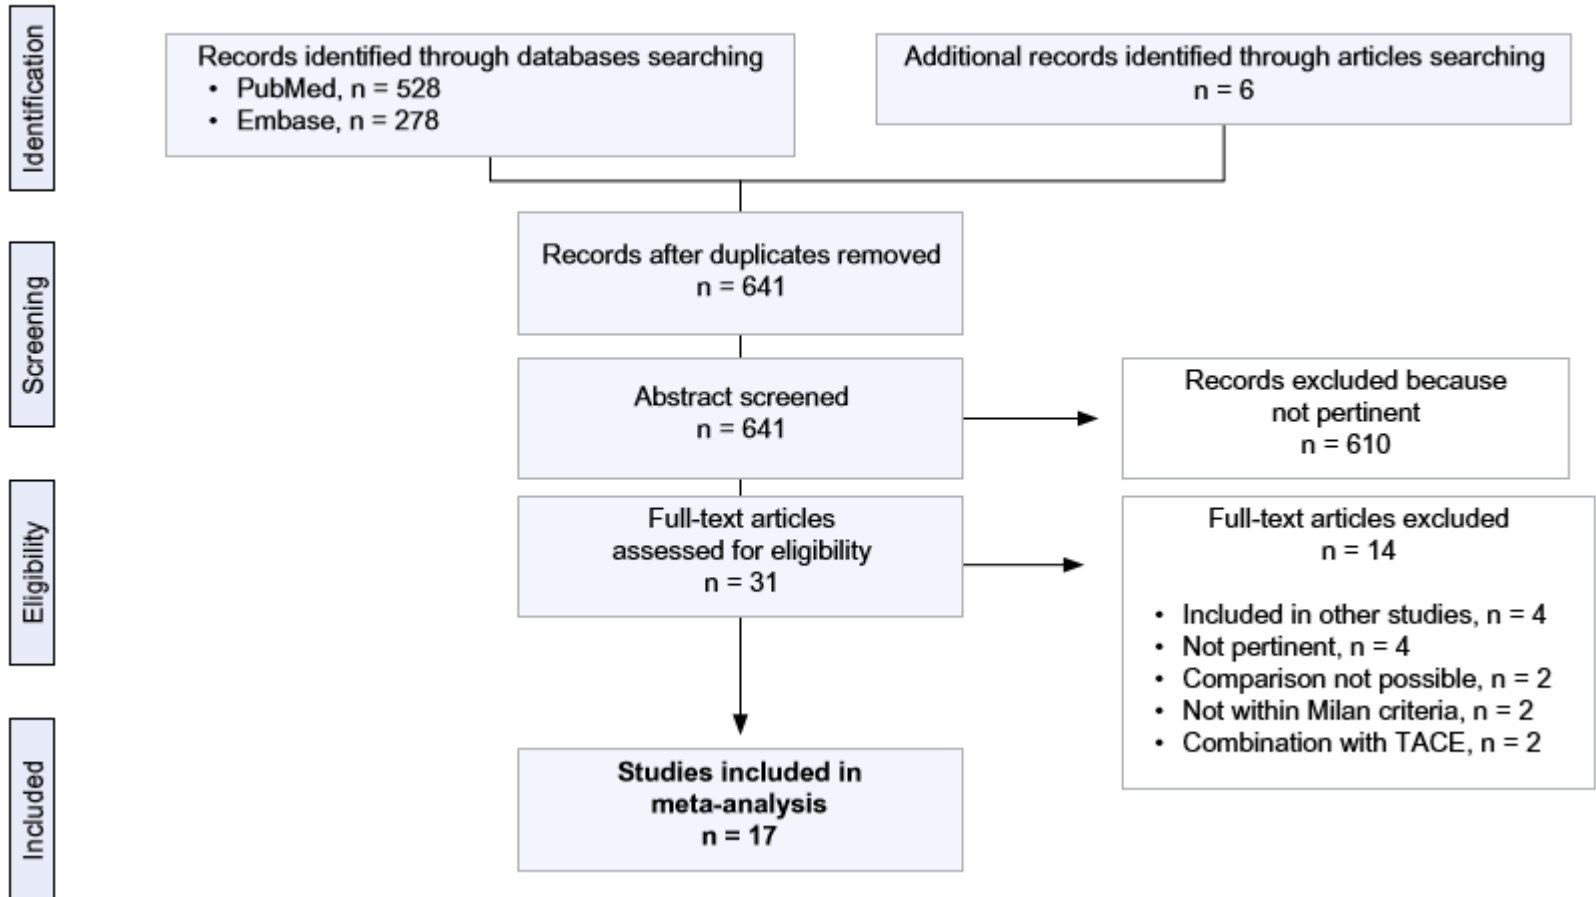 Identification
Records identified through databases searching
• PubMed, n = 528
• Embase, n = 278
Additional records identified through articles searching
n = 6
Screening
Records after duplicates removed
n = 641
Abstract screened
n = 641
Records excluded because
not pertinent
n = 610
Eligibility
Full-text articles
assessed for eligibility
n = 31
Full-text articles excluded
n = 14
• Included in other studies, n = 4
• Not pertinent, n = 4
• Comparison not possible, n = 2
• Not within Milan criteria, n = 2
• Combination with TACE, n = 2
Included
Studies included in
meta-analysis
n = 17